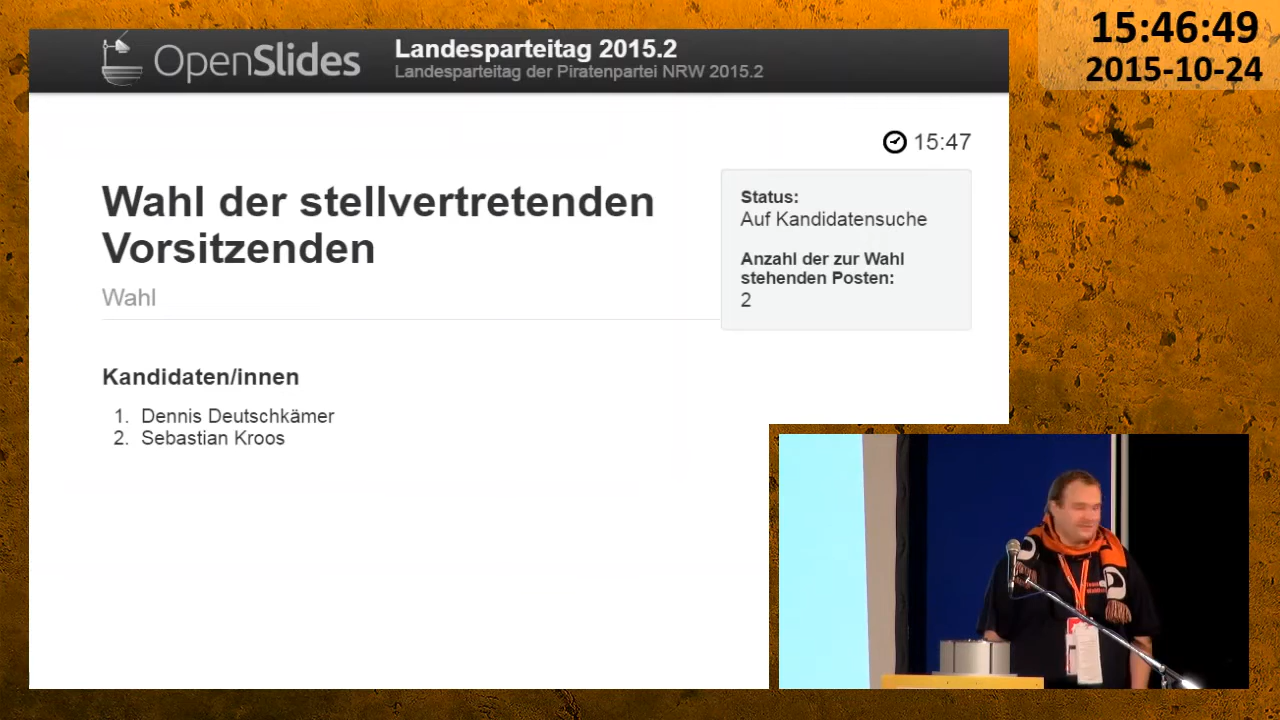 15:46:49
2015-10-24
OpenSlides
Landesparteitag 2015.2
Landesparteitag der Piratenpartei NRW 2015.2
15:47
Wahl der stellvertretenden
Vorsitzenden
Wahl
Status:
Auf Kandidatensuche
Anzahl der zur Wahl
stehenden Posten:
2
Kandidaten/innen
1. Dennis Deutschkämer
2. Sebastian Kroos